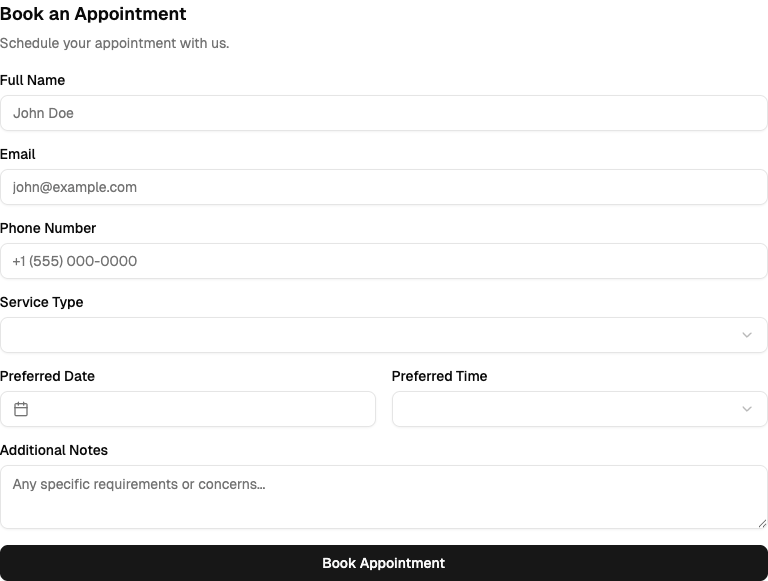 Book an Appointment
Schedule your appointment with us.
Full Name
John Doe
Email
john@example.com
Phone Number
+1 (555) 000-0000
Service Type
Preferred Date
Preferred Time
Additional Notes
Any specific requirements or concerns...
Book Appointment